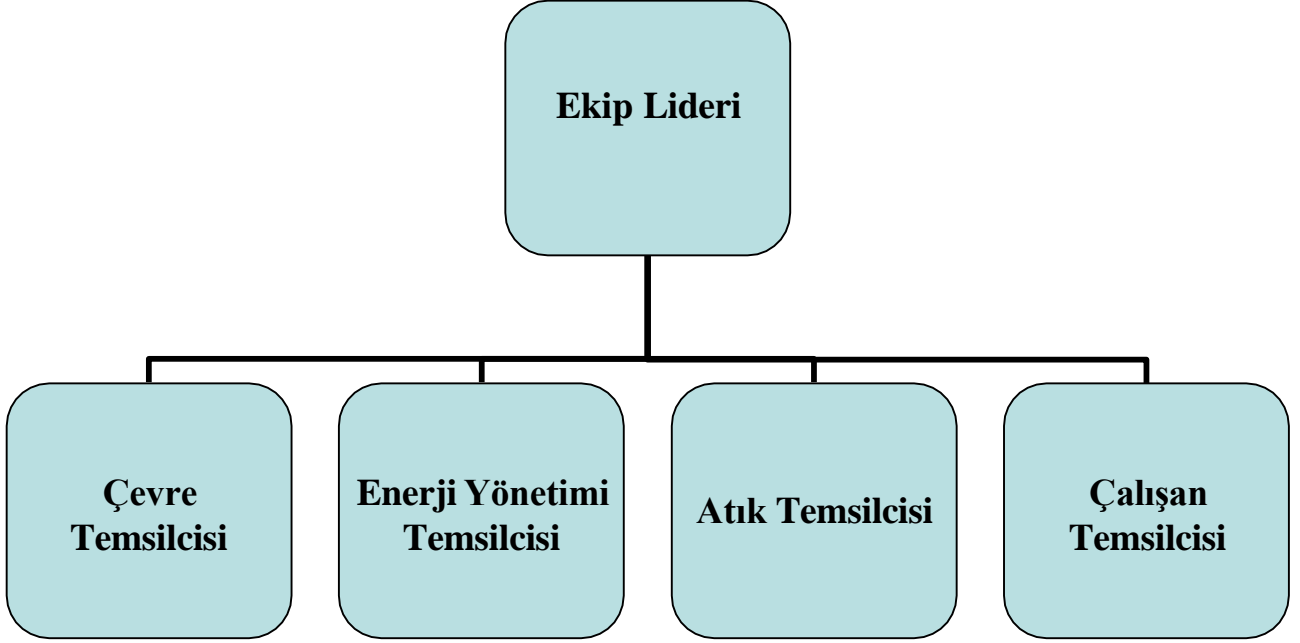 Ekip Lideri
Çevre
Temsilcisi
Enerji Yönetimi
Temsilcisi
Atık Temsilcisi
Çalışan
Temsilcisi